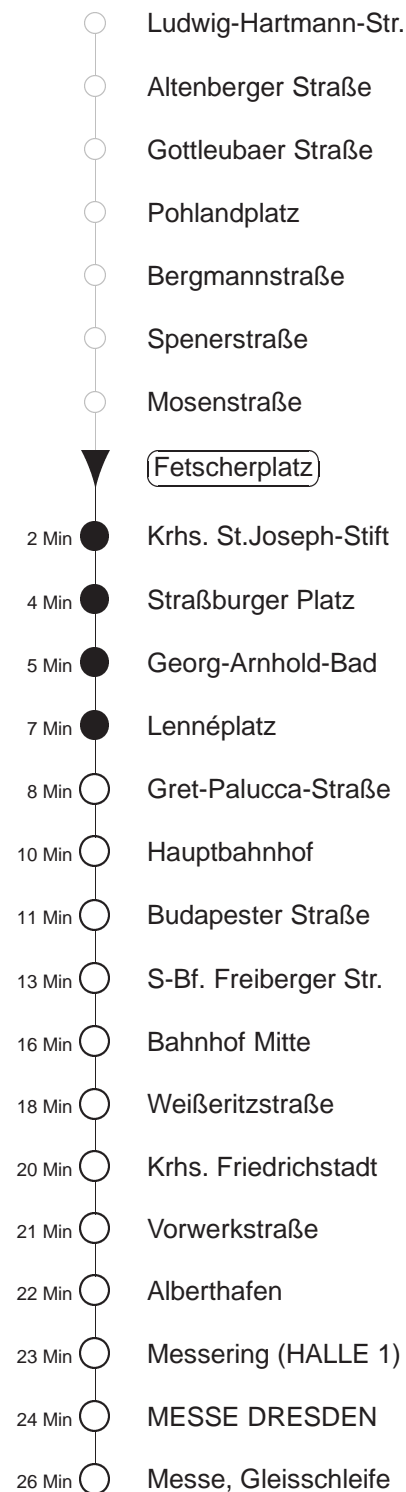 Ludwig-Hartmann-Str.
Altenberger Straße
Gottleubaer Straße
Pohlandplatz
Bergmannstraße
Spenerstraße
Mosenstraße
Fetscherplatz
2 Min Krhs. St.Joseph-Stift
4 Min Straßburger Platz
5 Min Georg-Arnhold-Bad
7 Min Lennéplatz
8 Min Gret-Palucca-Straße
10 Min Hauptbahnhof
11 Min Budapester Straße
13 Min S-Bf. Freiberger Str.
16 Min Bahnhof Mitte
18 Min Weißeritzstraße
20 Min Krhs. Friedrichstadt
21 Min Vorwerkstraße
22 Min Alberthafen
23 Min Messering (HALLE 1)
24 Min MESSE DRESDEN
26 Min Messe, Gleisschleife